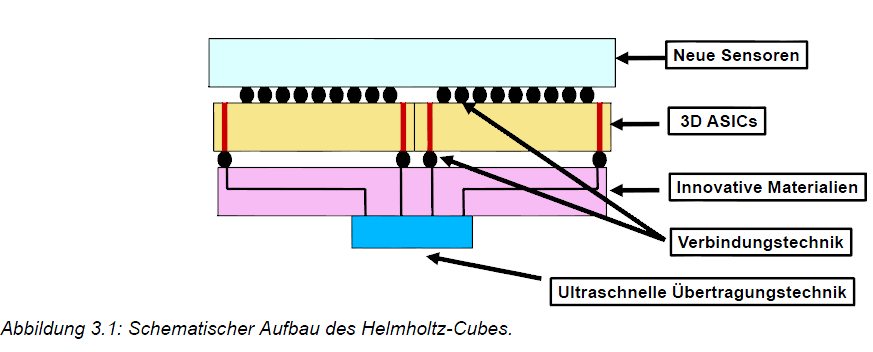 Neue Sensoren
3D ASICs
Innovative Materialien
Verbindungstechnik
Ultraschnelle Übertragungstechnik
Abbildung 3.1: Schematischer Aufbau des Helmholtz-Cubes.